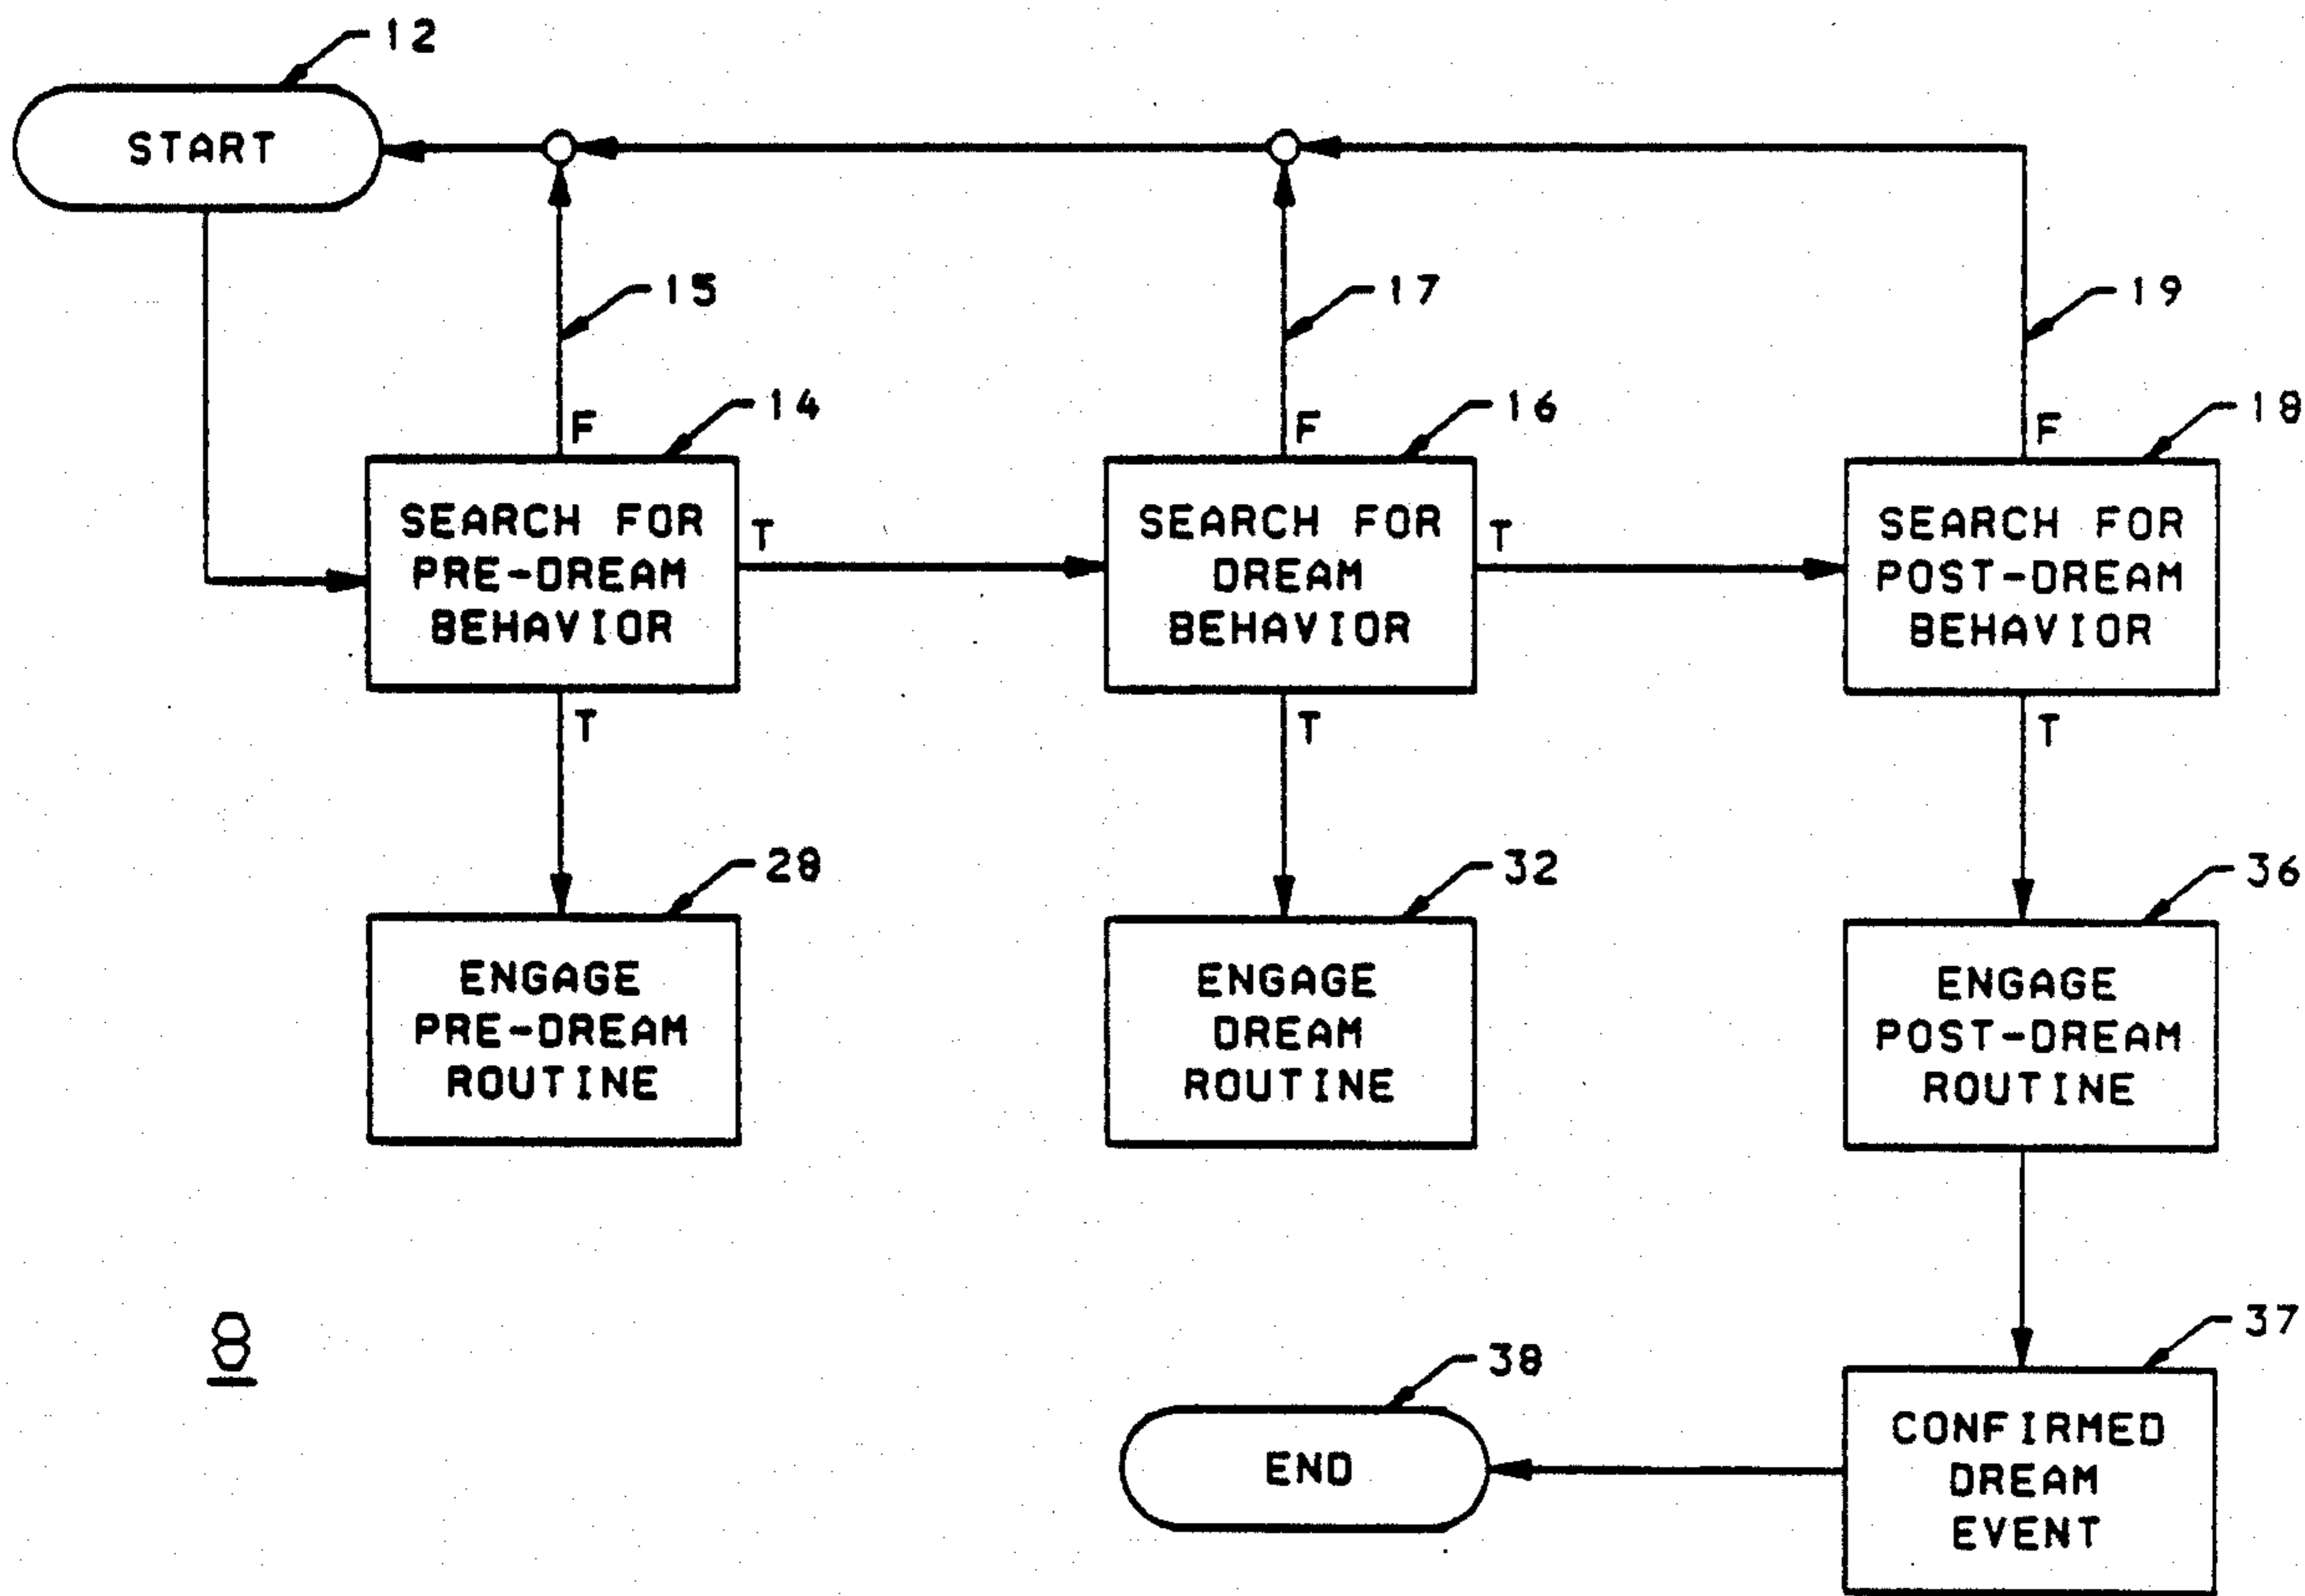 12
START
15
17
19
F
14
F
16
F
18
SEARCH FOR
PRE-DREAM
BEHAVIOR
T
SEARCH FOR
DREAM
BEHAVIOR
T
SEARCH FOR
POST-DREAM
BEHAVIOR
T
T
T
28
32
36
ENGAGE
PRE-DREAM
ROUTINE
ENGAGE
DREAM
ROUTINE
ENGAGE
POST-DREAM
ROUTINE
8
37
38
END
CONFIRMED
DREAM
EVENT